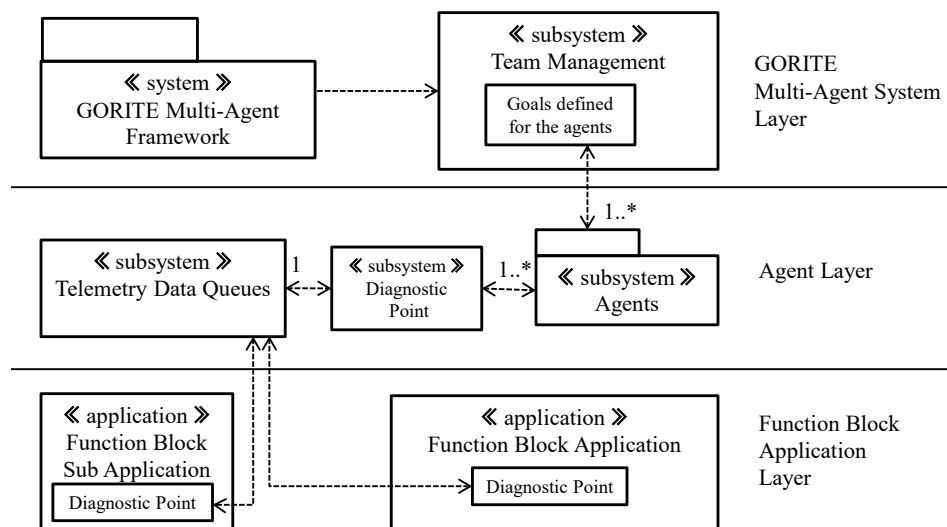 ≪ system ≫
GORITE Multi-Agent
Framework
≪ subsystem ≫
Team Management
Goals defined
for the agents
GORITE
Multi-Agent System
Layer
1..*
≪ subsystem ≫
Telemetry Data Queues
1
≪ subsystem ≫
Diagnostic
Point
1..*
≪ subsystem ≫
Agents
Agent Layer
≪ application ≫
Function Block
Sub Application
Diagnostic Point
≪ application ≫
Function Block Application
Diagnostic Point
Function Block
Application
Layer